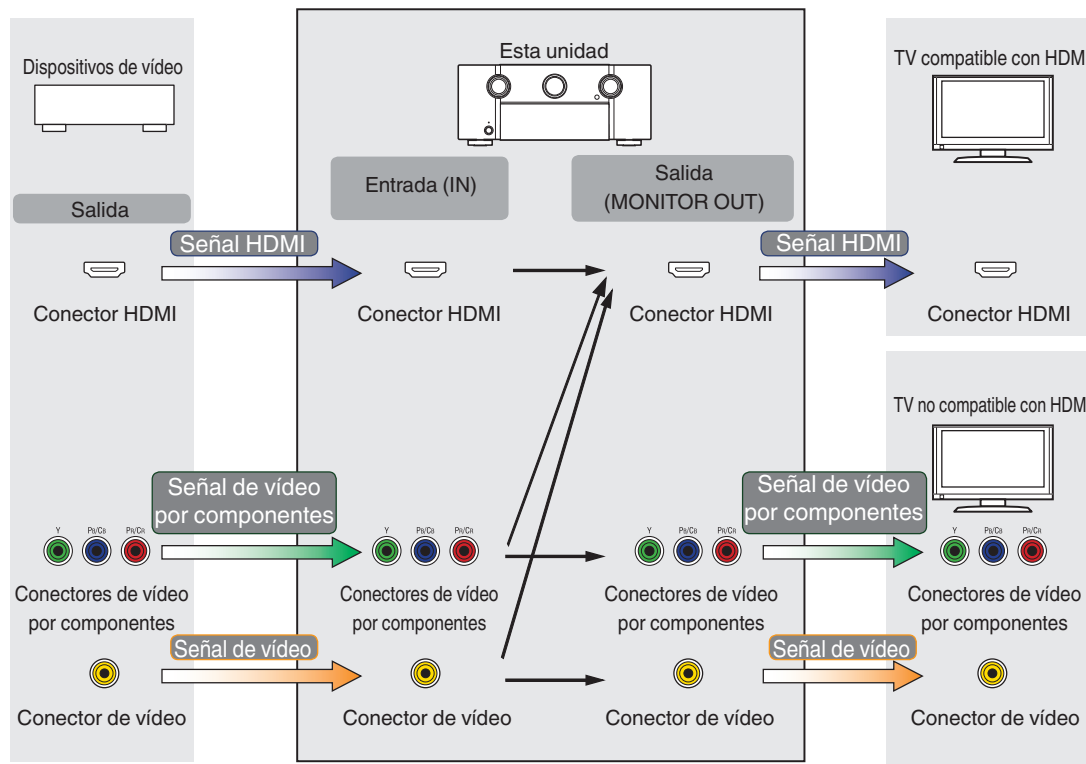 Dispositivos de vídeo
Esta unidad
TV compatible con HDM
Salida
Entrada (IN)
Salida
(MONITOR OUT)
Señal HDMI
Señal HDMI
Conector HDMI
Conector HDMI
Conector HDMI
Conector HDMI
TV no compatible con HDM
Señal de vídeo
por componentes
Señal de vídeo
por componentes
Y PB/CB PR/CR
Y PB/CB PR/CR
Y PB/CB PR/CR
Y PB/CB PR/CR
Conectores de vídeo
por componentes
Conectores de vídeo
por componentes
Conectores de vídeo
por componentes
Conectores de vídeo
por componentes
Señal de vídeo
Señal de vídeo
Conector de vídeo
Conector de vídeo
Conector de vídeo
Conector de vídeo